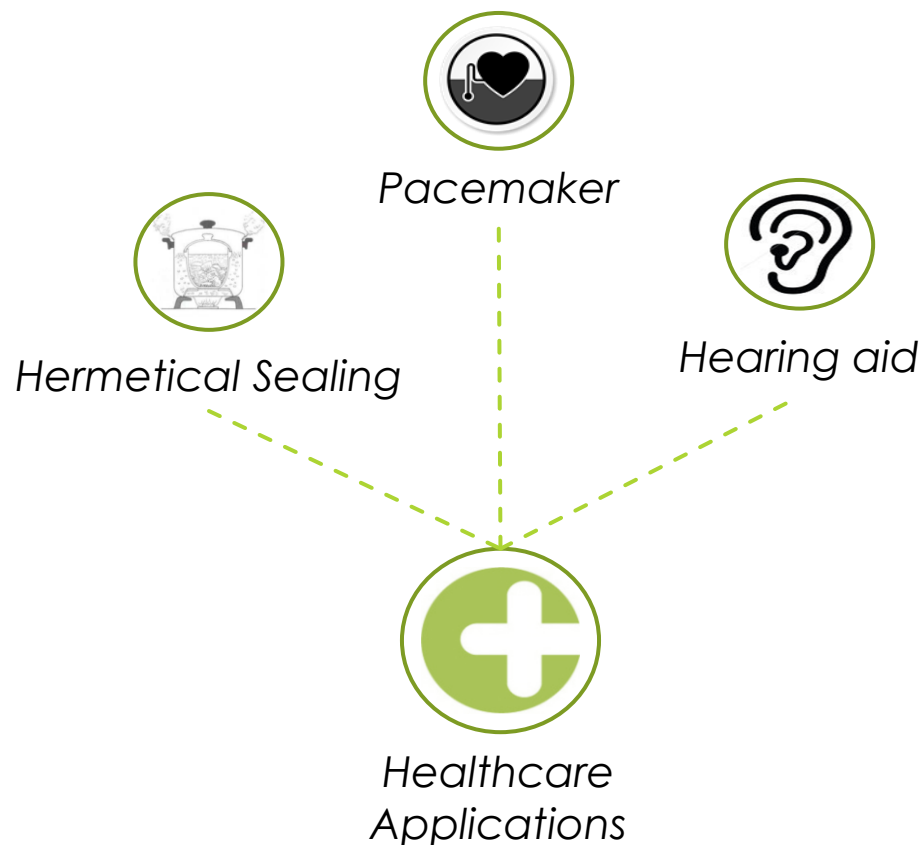 Pacemaker
Hermetical Sealing
Hearing aid
Healthcare
Applications